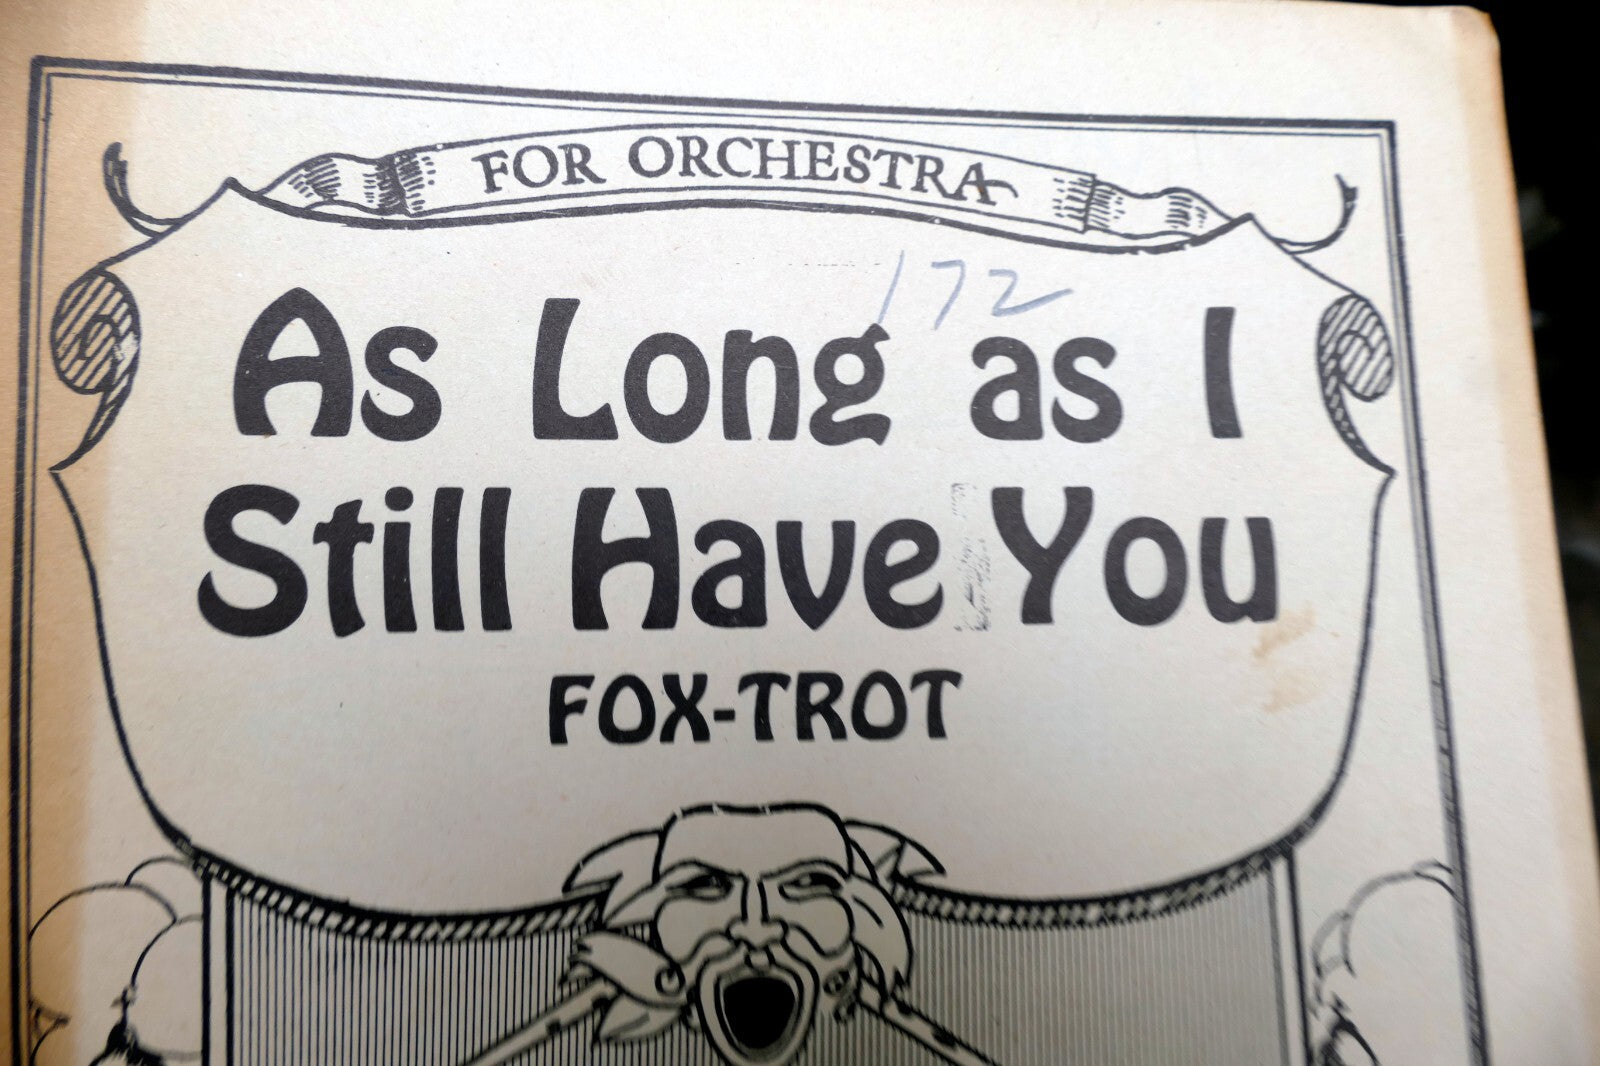 FOR ORCHESTRA
172
As Long as I
Still Have You
FOX-TROT